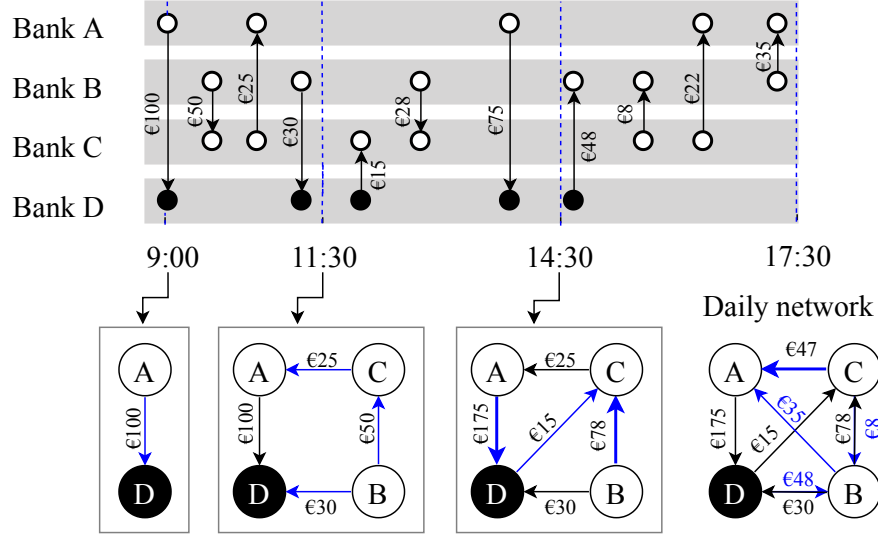 Bank A
Bank B
Bank C
Bank D
€100
€50
€25
€30
€15
€28
€75
€48
€8
€22
€35
9:00
11:30
14:30
17:30
Daily network
A
€100
D
A
€25
C
€100
€50
D
€30
B
A
€25
C
€175
€15
€78
D
€30
B
A
€47
C
€175
€35
€15
€78
€8
D
€48
€30
B